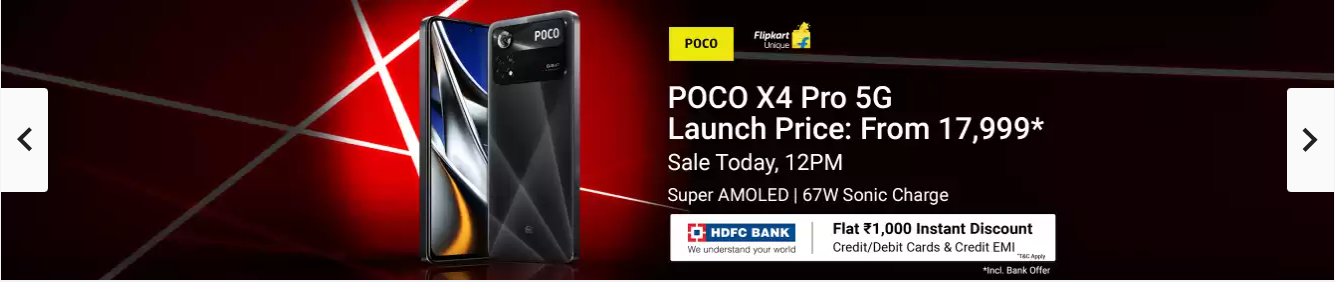 POCO
POCO
Flipkart
Unique
POCO X4 Pro 5G
Launch Price: From 17,999*
Sale Today, 12PM
Super AMOLED | 67W Sonic Charge
HDFC BANK
We understand your world
Flat ₹1,000 Instant Discount
Credit/Debit Cards & Credit EMI
*T&C Apply
*Incl. Bank Offer